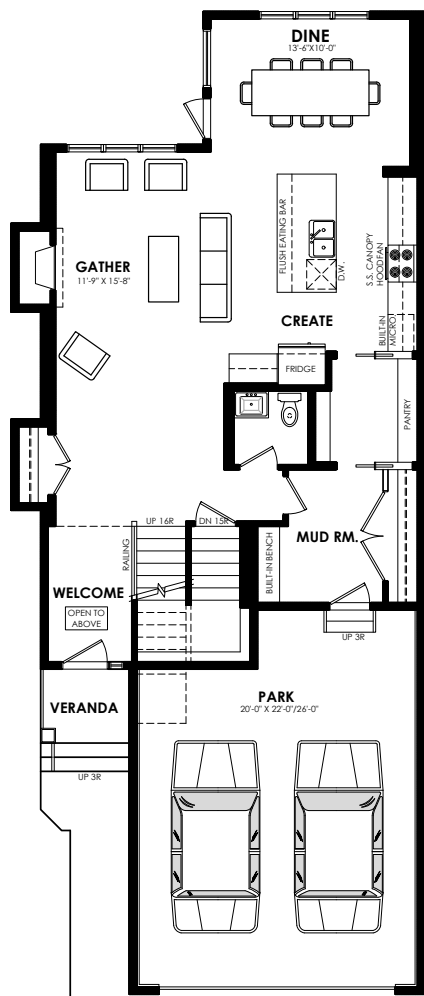 DINE
13'-6"X10'-0"
FLUSH EATING BAR
D.W.
S.S. CANOPY
HOODFAN
GATHER
11'-9" X 15'-8"
CREATE
BUILT-IN
MICRO
FRIDGE
PANTRY
UP 16R
DN 15R
MUD RM.
RAILING
BUILT-IN BENCH
WELCOME
OPEN TO
ABOVE
UP 3R
VERANDA
PARK
20'-0" X 22'-0"/26'-0"
UP 3R